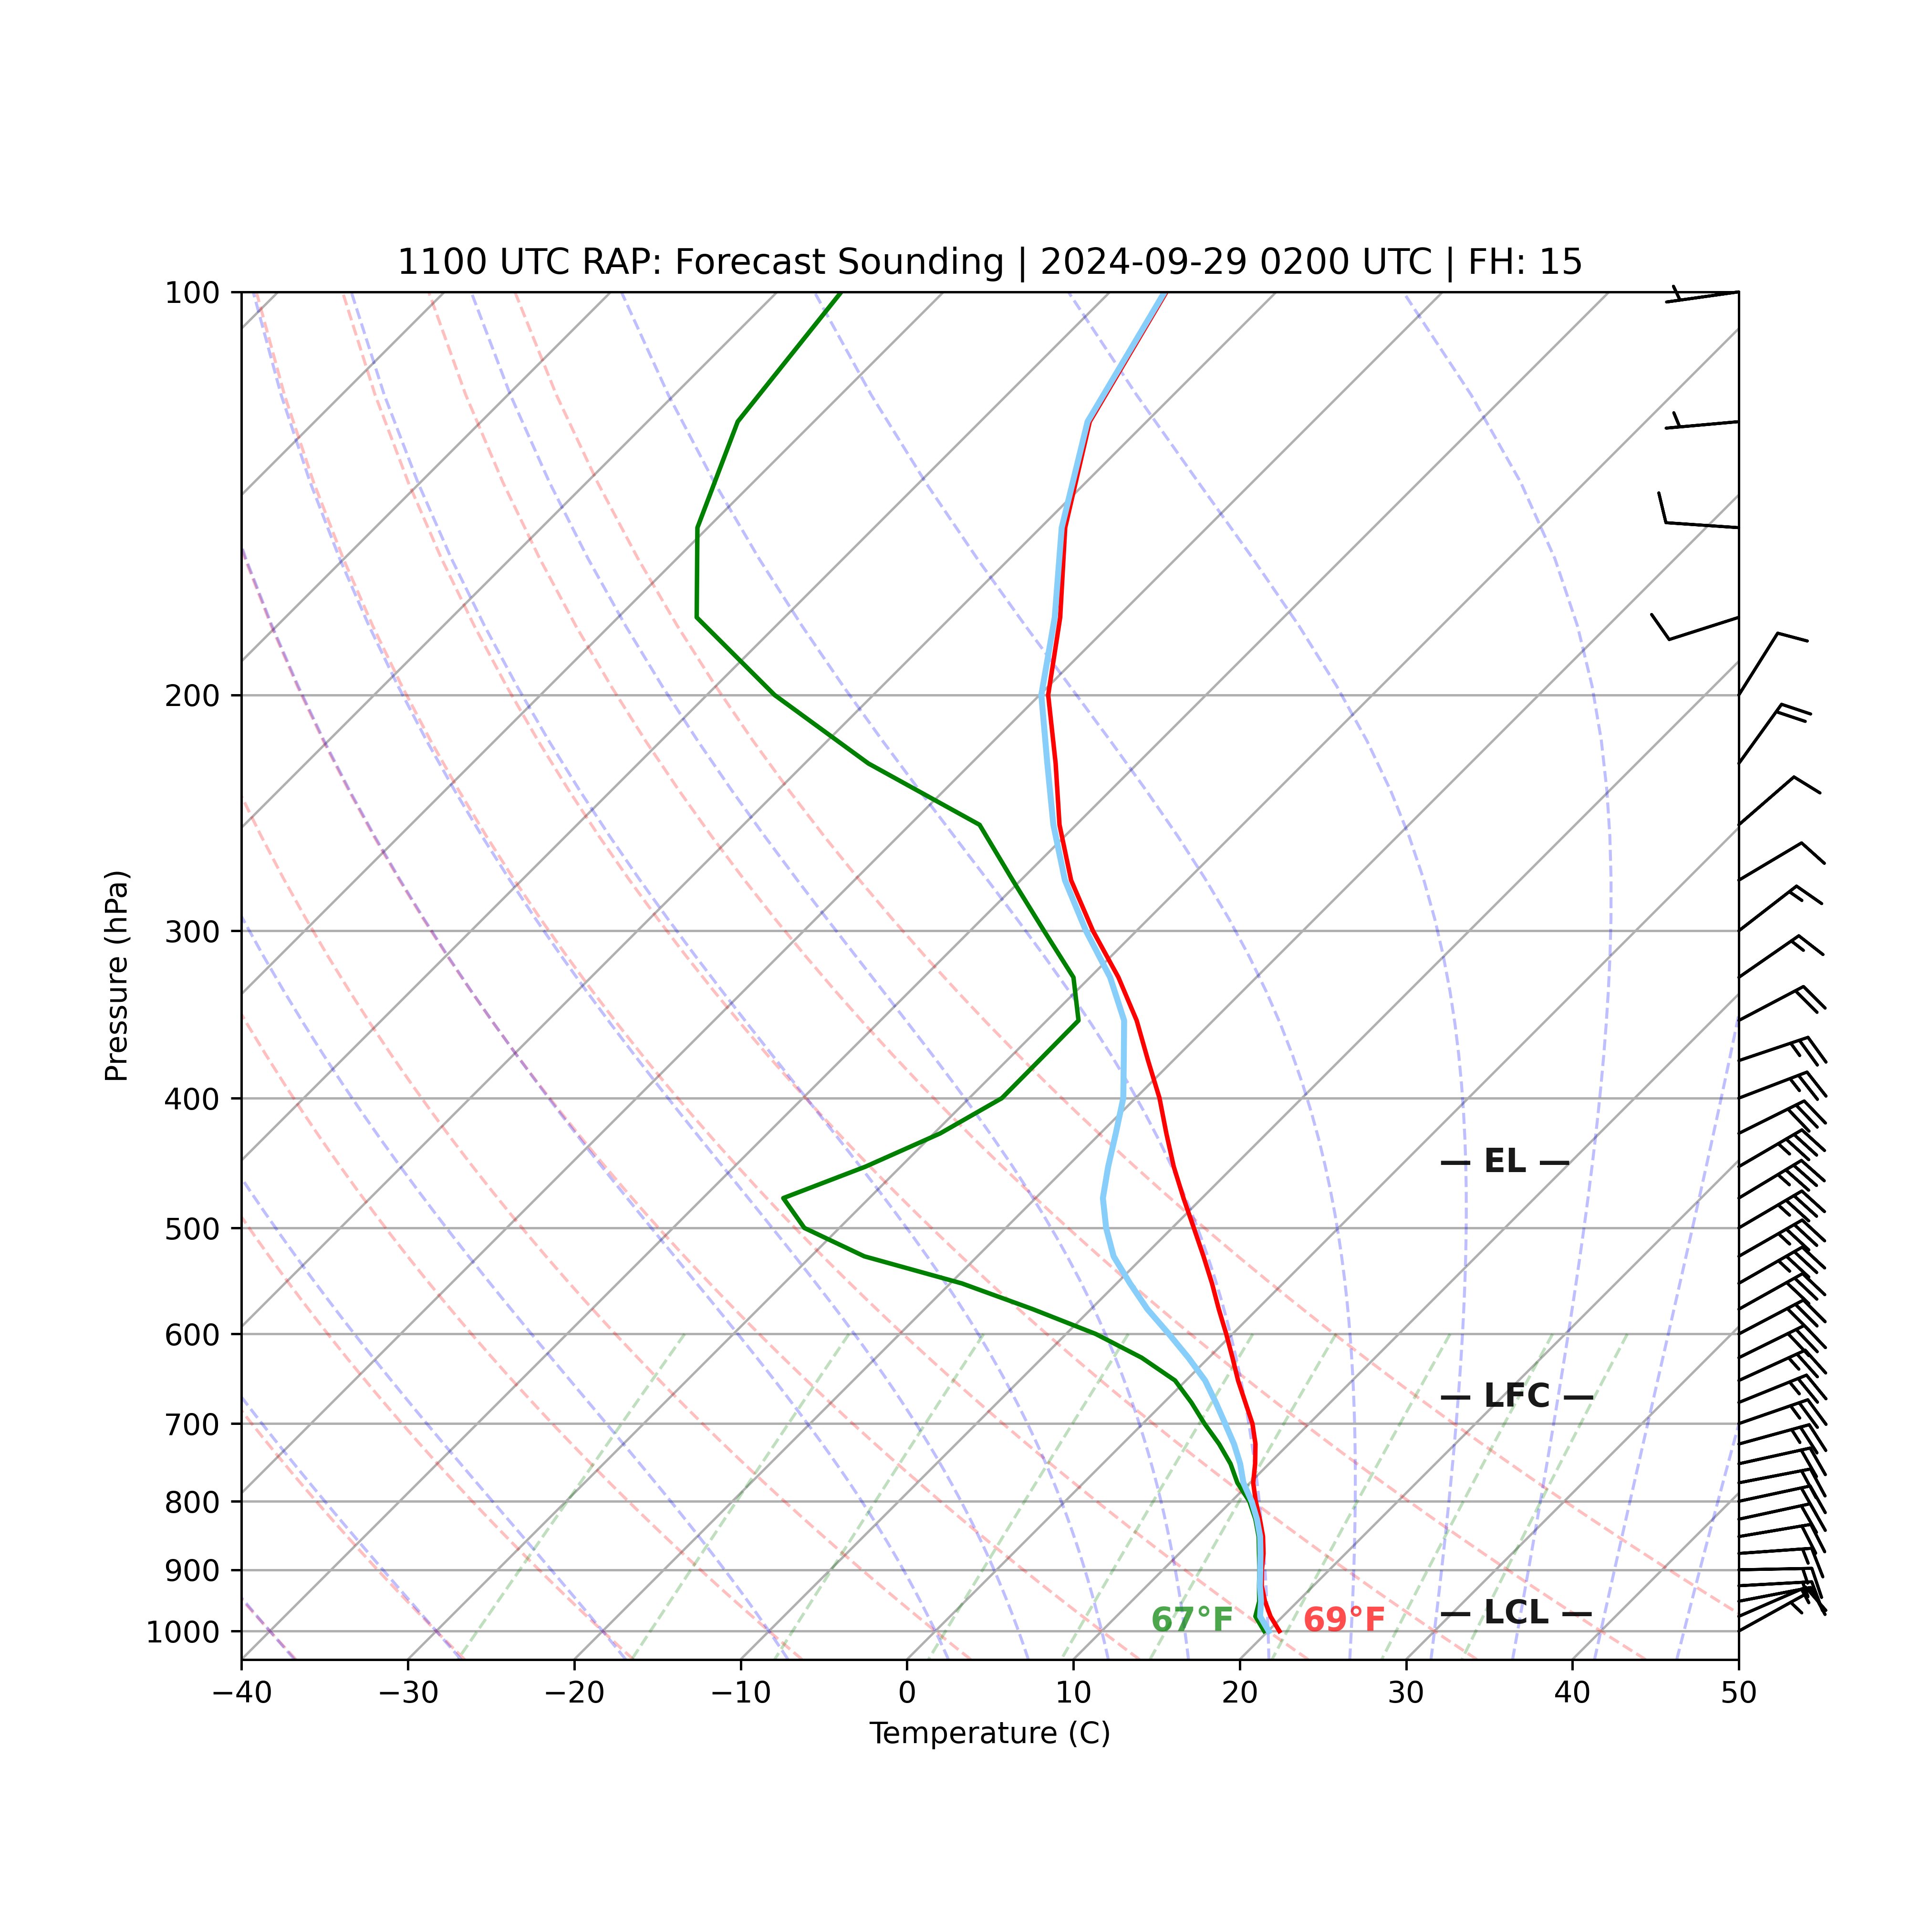 1100 UTC RAP: Forecast Sounding | 2024-09-29 0200 UTC | FH: 15
100
200
300
400
500
600
700
800
900
1000
Pressure (hPa)
— EL —
— LFC —
— LCL —
67°F 69°F
−40 −30 −20 −10 0 10 20 30 40 50
Temperature (C)